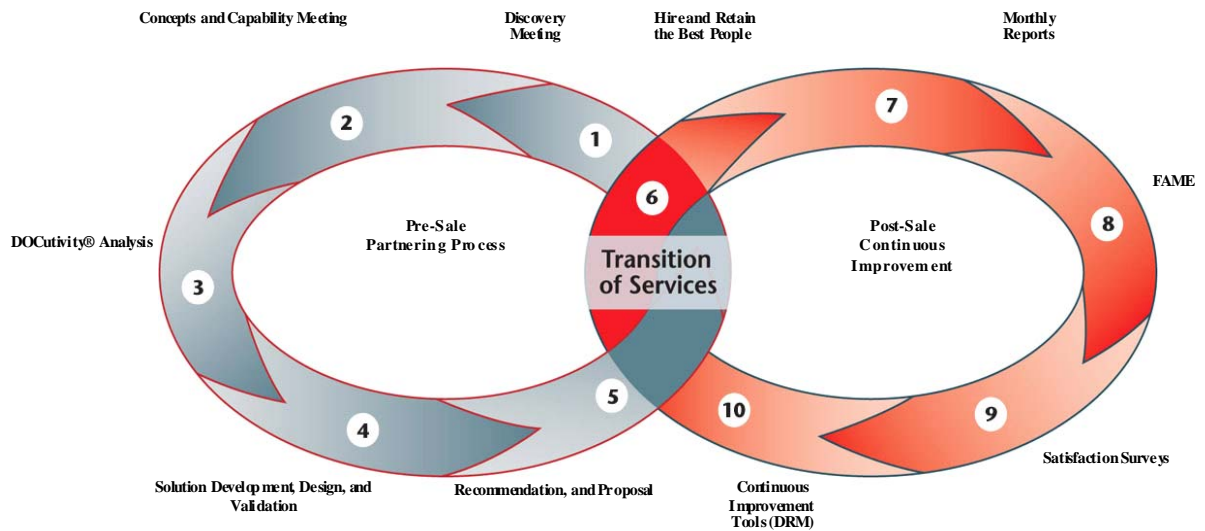 Concepts and Capability Meeting
Discovery
Meeting
Hire and Retain
the Best People
Monthly
Reports
2
1
7
6
FAME
8
Pre-Sale
Partnering Process
Post-Sale
Continuous
Improvement
DOCutivity® Analysis
Transition
of Services
3
5
10
9
4
Satisfaction Surveys
Solution Development, Design, and
Validation
Recommendation, and Proposal
Continuous
Improvement
Tools (DRM)